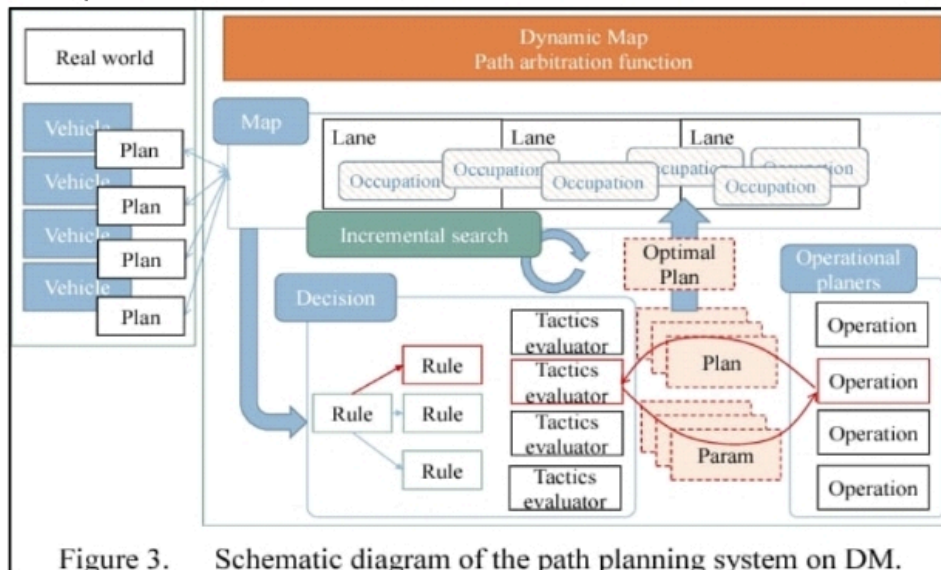 Real world
Dynamic Map
Path arbitration function
Vehicle
Plan
Vehicle
Plan
Vehicle
Plan
Vehicle
Plan
Map
Lane
Lane
Lane
Occupation
Occupation
Occupation
Occupation
Occupation
Occupation
Incremental search
Optimal
Plan
Operational
planers
Decision
Rule
Rule
Rule
Rule
Tactics
evaluator
Tactics
evaluator
Tactics
evaluator
Tactics
evaluator
Plan
Param
Operation
Operation
Operation
Operation
Figure 3. Schematic diagram of the path planning system on DM.